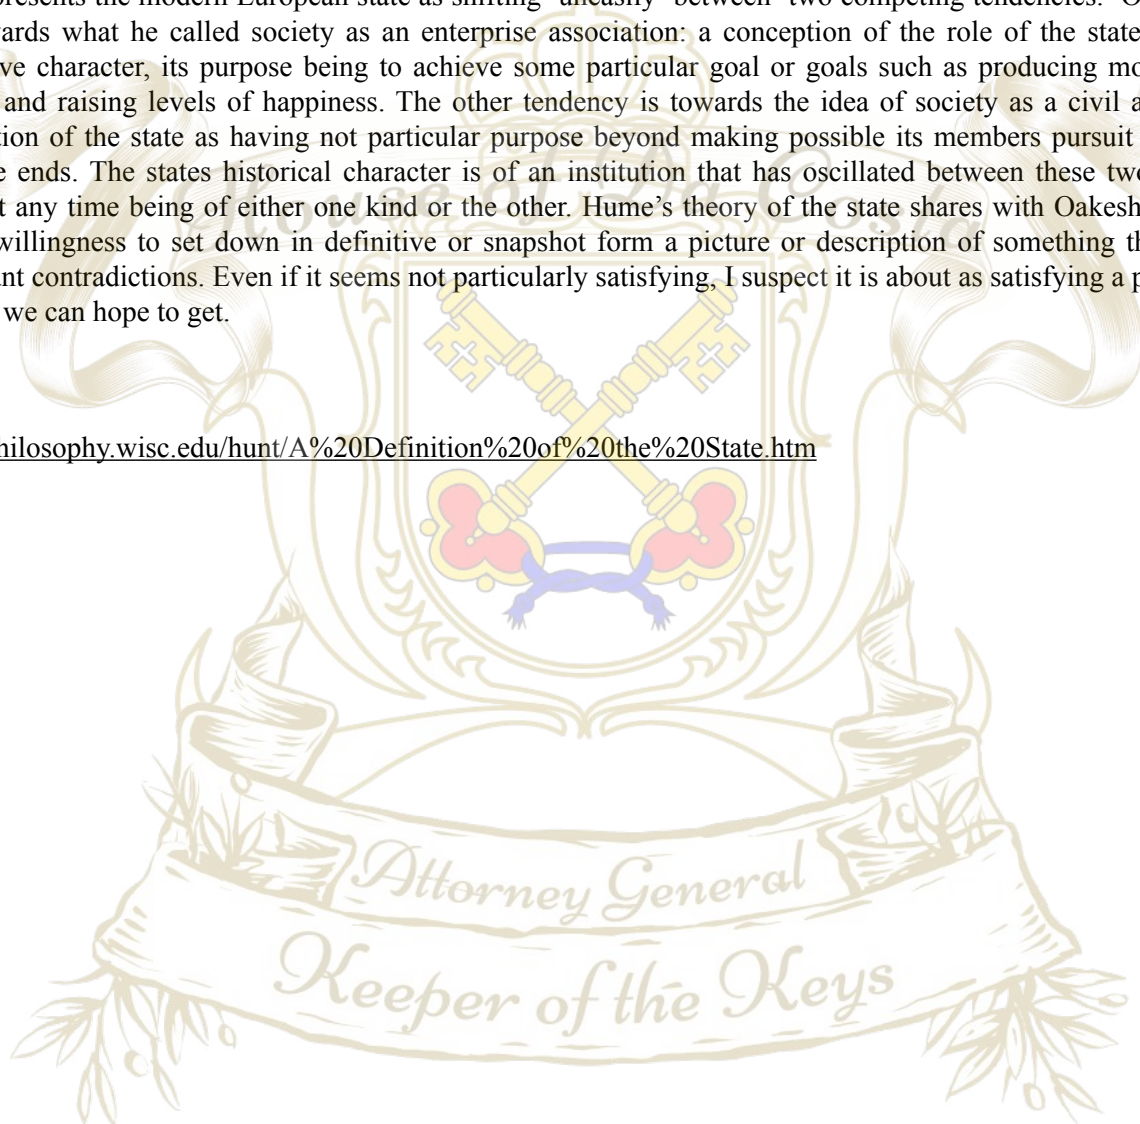 presents the modern European state as shifting "uneasily" between "two competing tendencies."
wards what he called society as an enterprise association: a conception of the role of the state
ve character, its purpose being to achieve some particular goal or goals such as producing mo
and raising levels of happiness. The other tendency is towards the idea of society as a civil a
tion of the state as having not particular purpose beyond making possible its members pursuit
e ends. The states historical character is of an institution that has oscillated between these two
t any time being of either one kind or the other. Hume's theory of the state shares with Oakesh
willingness to set down in definitive or snapshot form a picture or description of something th
nt contradictions. Even if it seems not particularly satisfying, I suspect it is about as satisfying a p
we can hope to get.
House of Da Costa
hilosophy.wisc.edu/hunt/A%20Definition%20of%20the%20State.htm
Attorney General
Keeper of the Keys